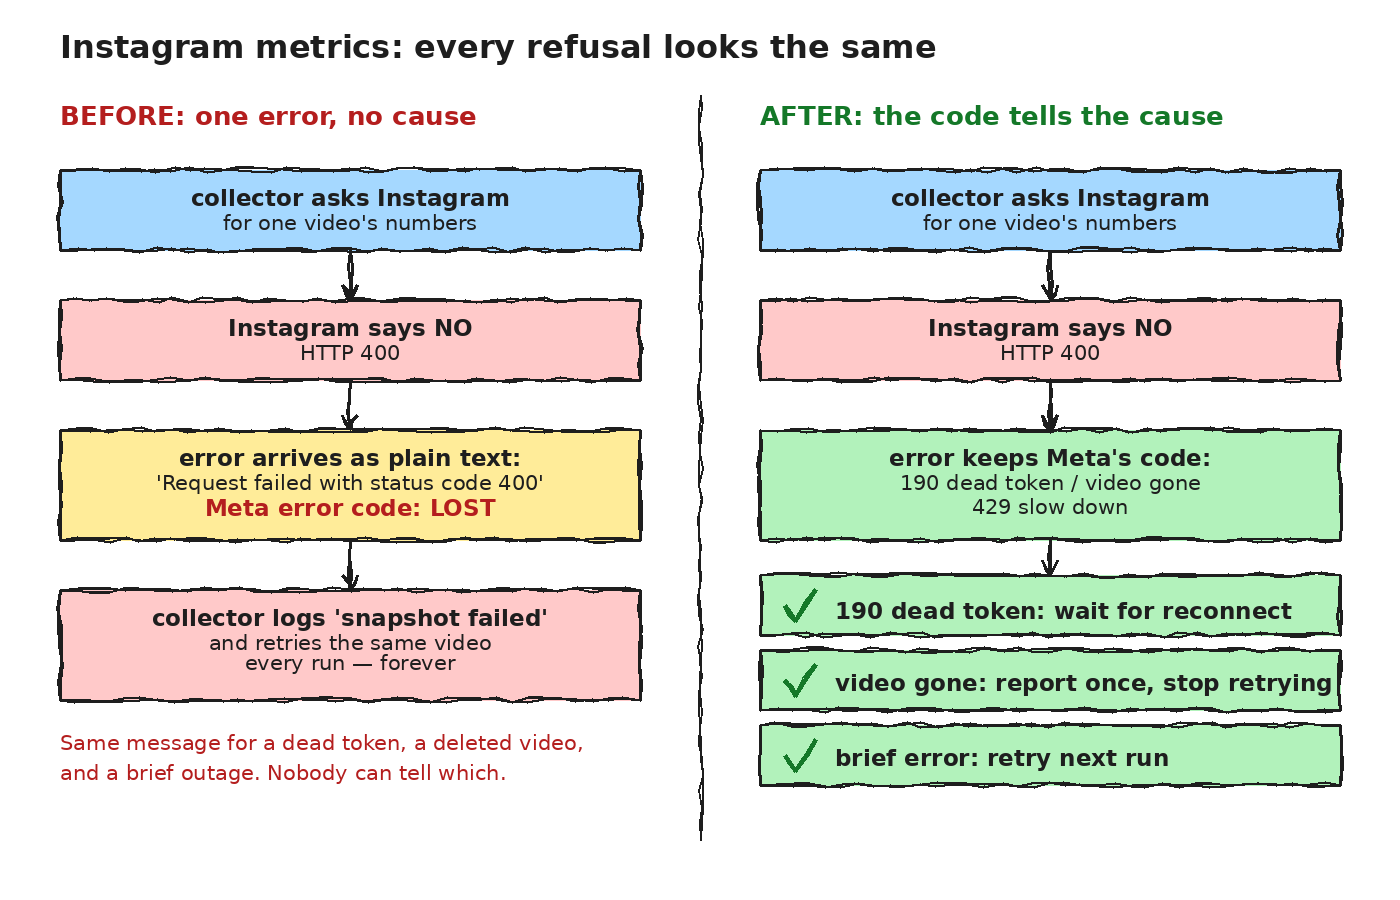 Instagram metrics: every refusal looks the same
BEFORE: one error, no cause
collector asks Instagram
for one video's numbers
Instagram says NO
HTTP 400
error arrives as plain text:
'Request failed with status code 400'
Meta error code: LOST
collector logs 'snapshot failed'
and retries the same video
every run — forever
Same message for a dead token, a deleted video,
and a brief outage. Nobody can tell which.
AFTER: the code tells the cause
collector asks Instagram
for one video's numbers
Instagram says NO
HTTP 400
error keeps Meta's code:
190 dead token / video gone
429 slow down
190 dead token: wait for reconnect
video gone: report once, stop retrying
brief error: retry next run